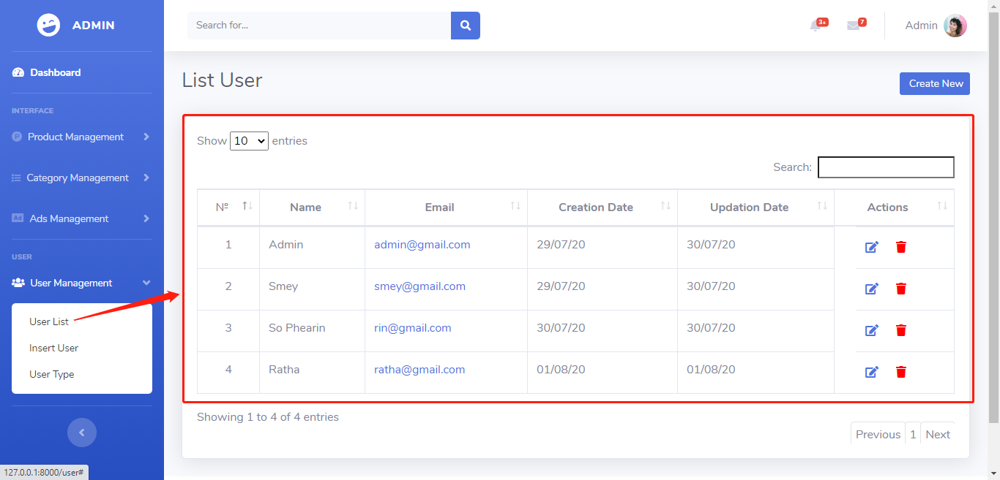 ADMIN
Search for...
3+
7
Admin
Dashboard
INTERFACE
Product Management
Category Management
Ad
Ads Management
USER
User Management
User List
Insert User
User Type
127.0.0.1:8000/user#
List User
Create New
Show 10 entries
Search:
Nº Name Email Creation Date Updation Date Actions
1 Admin admin@gmail.com 29/07/20 30/07/20
2 Smey smey@gmail.com 29/07/20 30/07/20
3 So Phearin rin@gmail.com 30/07/20 30/07/20
4 Ratha ratha@gmail.com 01/08/20 01/08/20
Showing 1 to 4 of 4 entries
Previous 1 Next